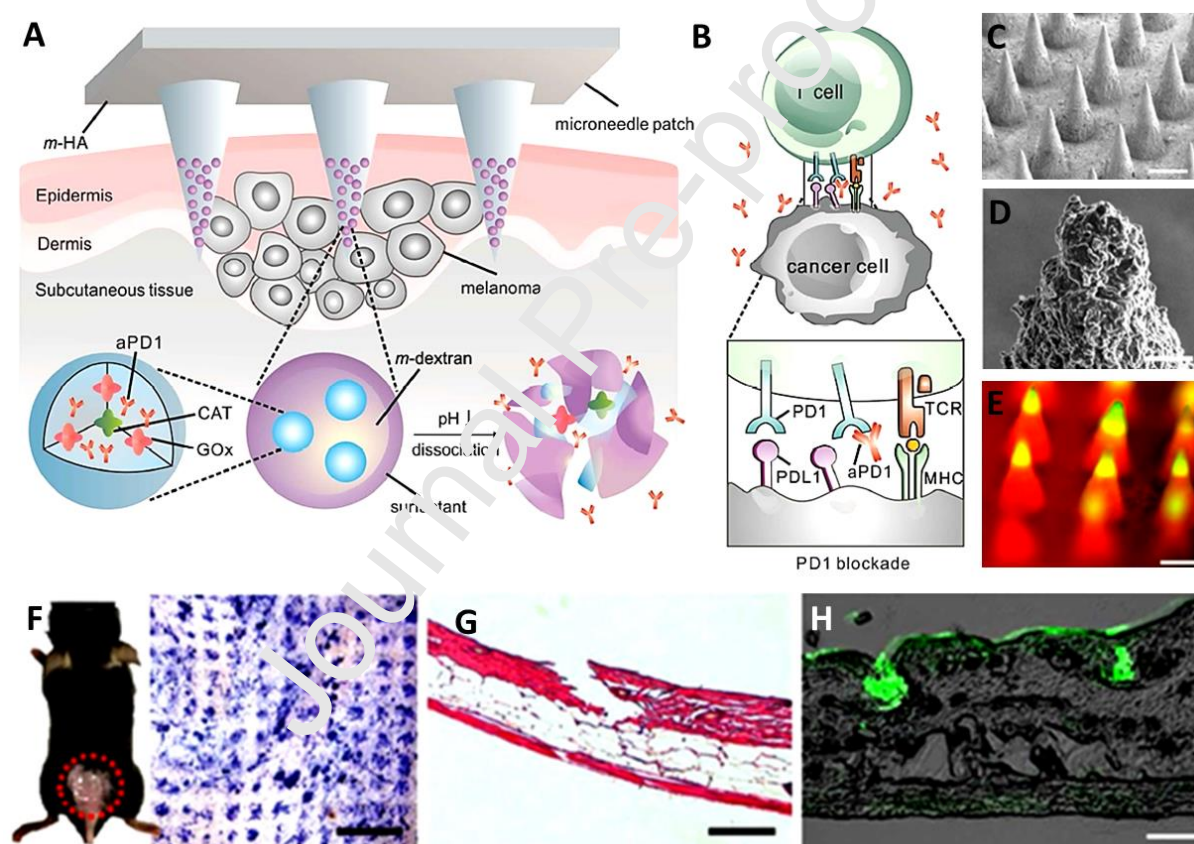 A
m-HA
microneedle patch
Epidermis
Dermis
Subcutaneous tissue
melanoma
aPD1
CAT
GOx
m-dextran
pH ↓
dissociation
B
cell
cancer cell
PD1
TCR
aPD1
PDL1
MHC
PD1 blockade
C
D
E
F
G
H
Journal Pre-proo